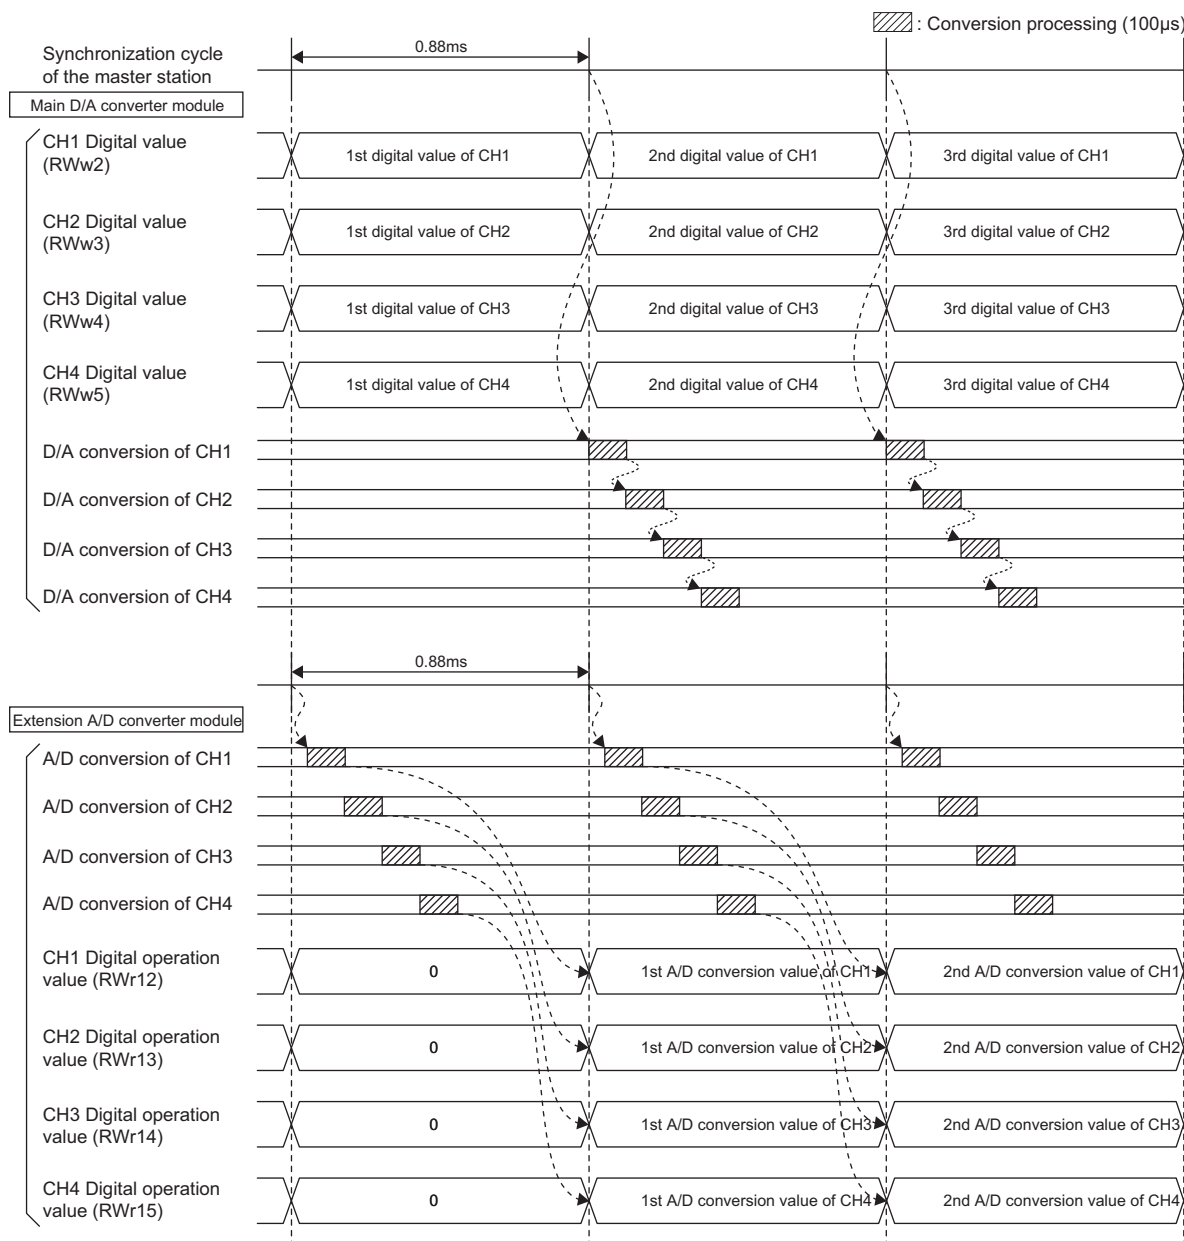 : Conversion processing (100μs)
0.88ms
Synchronization cycle
of the master station
Main D/A converter module
CH1 Digital value
(RWw2)
1st digital value of CH1
2nd digital value of CH1
3rd digital value of CH1
CH2 Digital value
(RWw3)
1st digital value of CH2
2nd digital value of CH2
3rd digital value of CH2
CH3 Digital value
(RWw4)
1st digital value of CH3
2nd digital value of CH3
3rd digital value of CH3
CH4 Digital value
(RWw5)
1st digital value of CH4
2nd digital value of CH4
3rd digital value of CH4
D/A conversion of CH1
D/A conversion of CH2
D/A conversion of CH3
D/A conversion of CH4
0.88ms
Extension A/D converter module
A/D conversion of CH1
A/D conversion of CH2
A/D conversion of CH3
A/D conversion of CH4
CH1 Digital operation
value (RWr12)
0
1st A/D conversion value of CH1
2nd A/D conversion value of CH1
CH2 Digital operation
value (RWr13)
0
1st A/D conversion value of CH2
2nd A/D conversion value of CH2
CH3 Digital operation
value (RWr14)
0
1st A/D conversion value of CH3
2nd A/D conversion value of CH3
CH4 Digital operation
value (RWr15)
0
1st A/D conversion value of CH4
2nd A/D conversion value of CH4